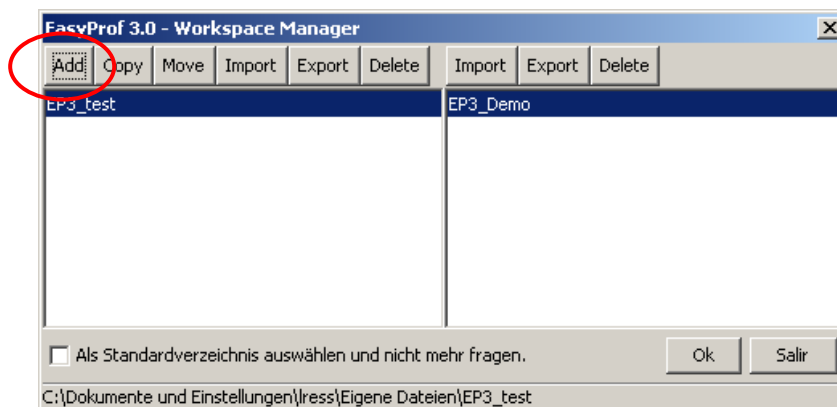 EasyProf 3.0 - Workspace Manager
Add Copy Move Import Export Delete Import Export Delete
EP3_test EP3_Demo
Als Standardverzeichnis auswählen und nicht mehr fragen. Ok Salir
C:\Dokumente und Einstellungen\lress\Eigene Dateien\EP3_test